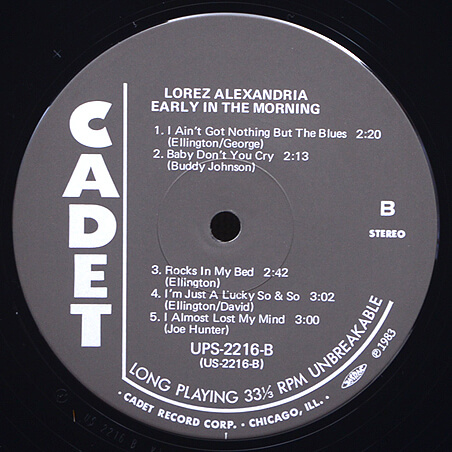 CADET
LOREZ ALEXANDRIA
EARLY IN THE MORNING
1. I Ain't Got Nothing But The Blues 2:20
(Ellington/George)
2. Baby Don't You Cry 2:13
(Buddy Johnson)
B
STEREO
3. Rocks In My Bed 2:42
(Ellington)
4. I'm Just A Lucky So & So 3:02
(Ellington/David)
5. I Almost Lost My Mind 3:00
(Joe Hunter)
UPS-2216-B
(US-2216-B)
LONG PLAYING 33⅓ RPM UNBREAKABLE
℗1983
• CADET RECORD CORP. • CHICAGO, ILL. •
US 2216 B